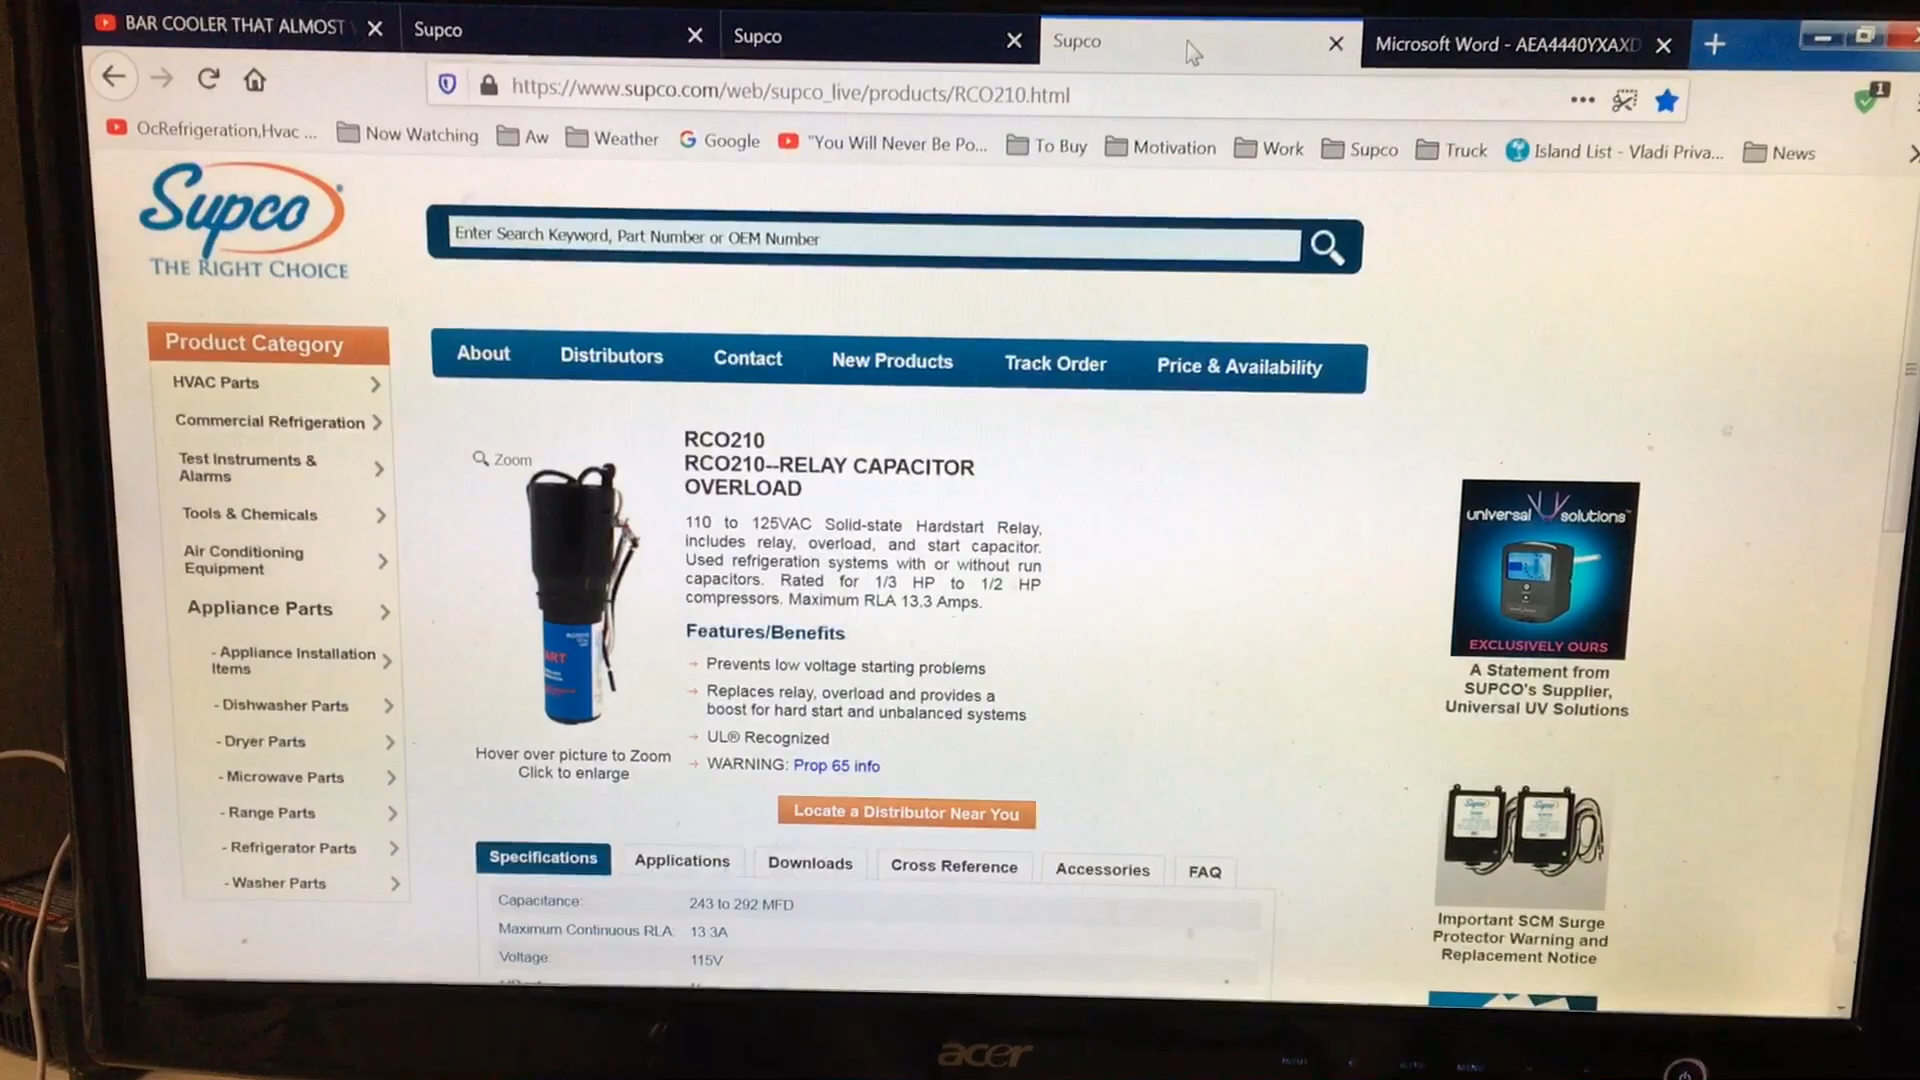 BAR COOLER THAT ALMOST
Supco
Supco
Supco
Microsoft Word - AEA4440YXAXD
https://www.supco.com/web/supco_live/products/RCO210.html
1
OcRefrigeration,Hvac ...
Now Watching
Aw
Weather
Google
"You Will Never Be Po...
To Buy
Motivation
Work
Supco
Truck
Island List - Vladi Priva...
News
Supco
THE RIGHT CHOICE
Enter Search Keyword, Part Number or OEM Number
About
Distributors
Contact
New Products
Track Order
Price & Availability
Product Category
HVAC Parts
Commercial Refrigeration
Test Instruments &
Alarms
Tools & Chemicals
Air Conditioning
Equipment
Appliance Parts
- Appliance Installation
Items
- Dishwasher Parts
- Dryer Parts
- Microwave Parts
- Range Parts
- Refrigerator Parts
- Washer Parts
Zoom
ART
Hover over picture to Zoom
Click to enlarge
RCO210
RCO210--RELAY CAPACITOR
OVERLOAD
110 to 125VAC Solid-state Hardstart Relay,
includes relay, overload, and start capacitor.
Used refrigeration systems with or without run
capacitors. Rated for 1/3 HP to 1/2 HP
compressors. Maximum RLA 13.3 Amps.
Features/Benefits
Prevents low voltage starting problems
Replaces relay, overload and provides a
boost for hard start and unbalanced systems
UL® Recognized
WARNING: Prop 65 info
Locate a Distributor Near You
Specifications
Applications
Downloads
Cross Reference
Accessories
FAQ
Capacitance: 243 to 292 MFD
Maximum Continuous RLA: 13.3A
Voltage: 115V
universal solutions™
EXCLUSIVELY OURS
A Statement from
SUPCO's Supplier,
Universal UV Solutions
Supco
Supco
Important SCM Surge
Protector Warning and
Replacement Notice
acer
MENU